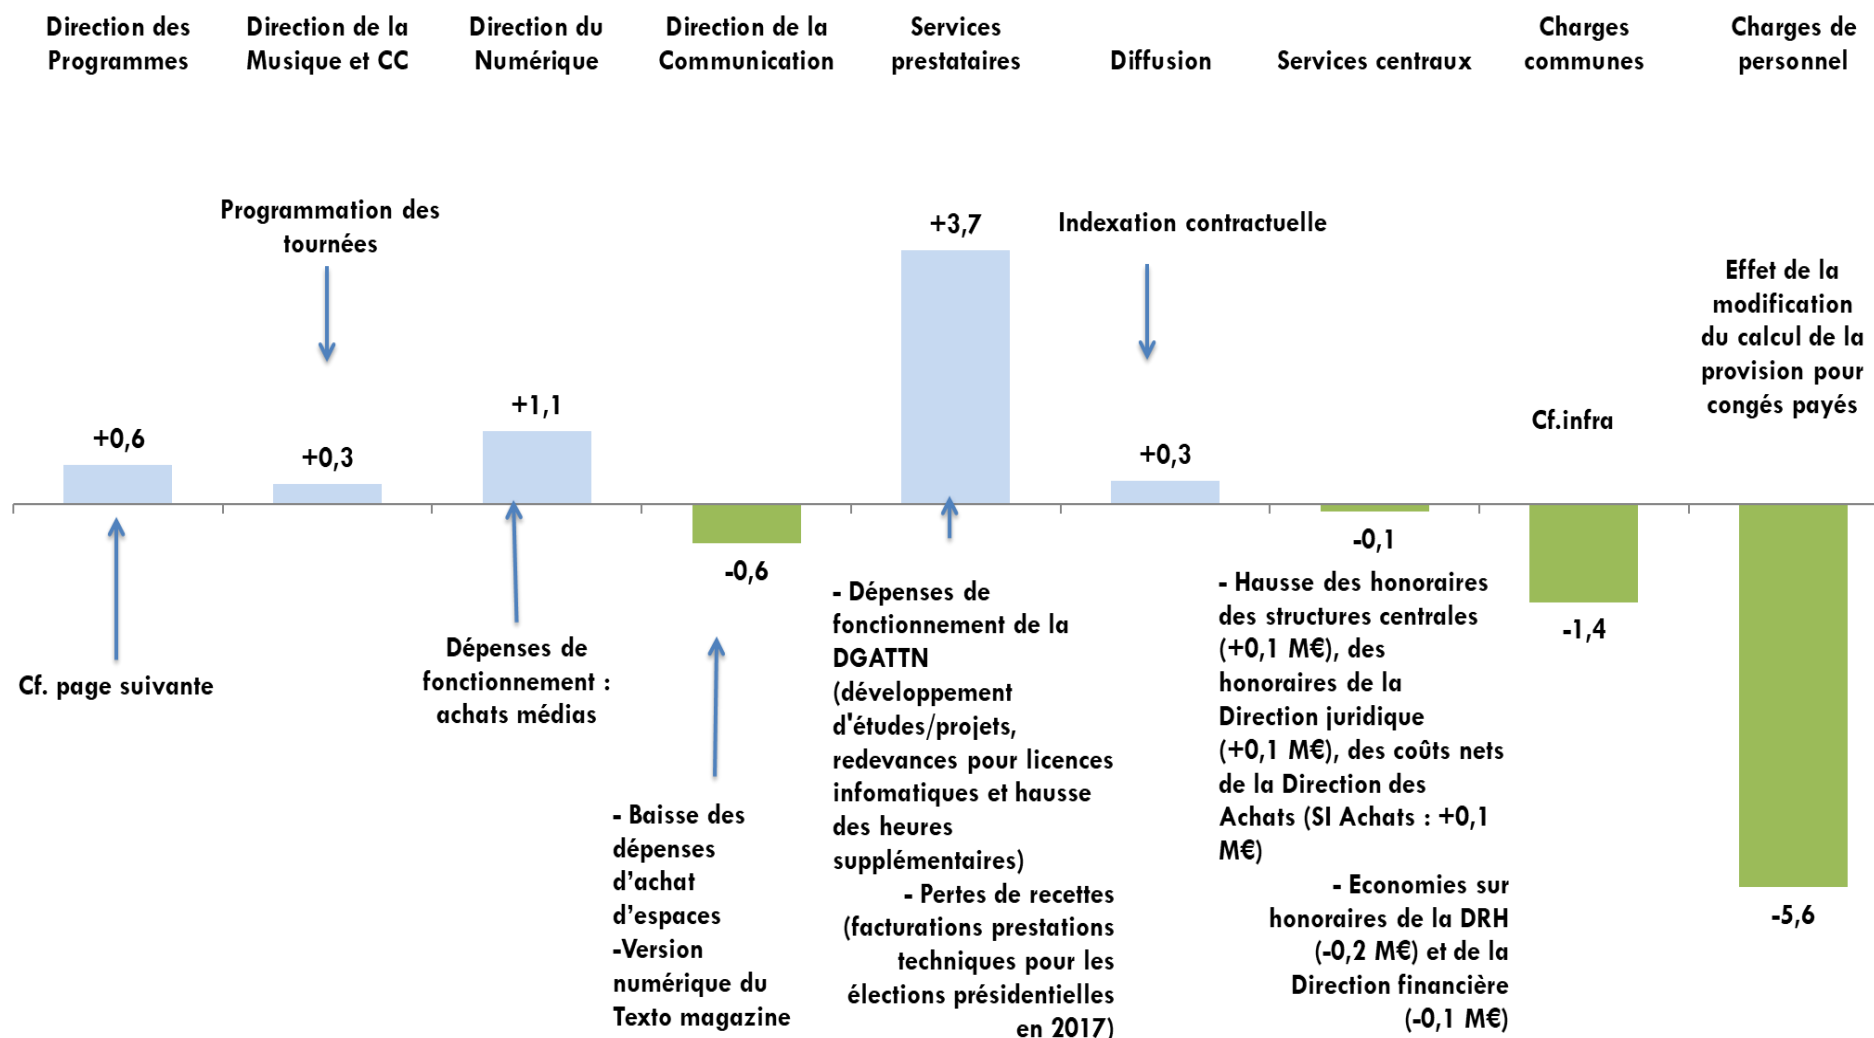 Direction des
Programmes
Direction de la
Musique et CC
Direction du
Numérique
Direction de la
Communication
Services
prestataires
Diffusion
Services centraux
Charges
communes
Charges de
personnel
Programmation des
tournées
+3,7
Indexation contractuelle
Effet de la
modification
du calcul de la
provision pour
congés payés
+0,6
+0,3
+1,1
+0,3
Cf.infra
-0,6
-0,1
-1,4
-5,6
Cf. page suivante
Dépenses de
fonctionnement :
achats médias
- Baisse des
dépenses
d'achat
d'espaces
-Version
numérique du
Texto magazine
- Dépenses de
fonctionnement de la
DGATTN
(développement
d'études/projets,
redevances pour licences
infomatiques et hausse
des heures
supplémentaires)
- Pertes de recettes
(facturations prestations
techniques pour les
élections présidentielles
en 2017)
- Hausse des honoraires
des structures centrales
(+0,1 M€), des
honoraires de la
Direction juridique
(+0,1 M€), des coûts nets
de la Direction des
Achats (SI Achats : +0,1
M€)
- Economies sur
honoraires de la DRH
(-0,2 M€) et de la
Direction financière
(-0,1 M€)